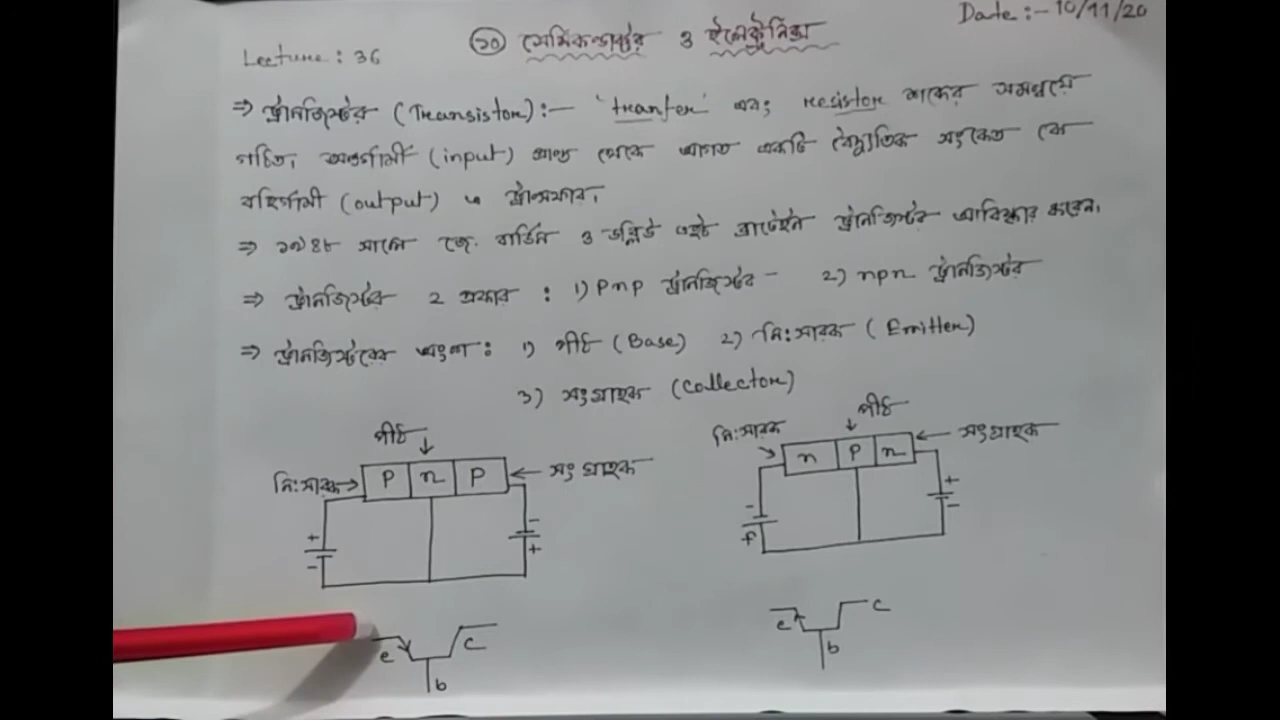 Date :- 10/11/20
Lecture : 36
১০ সেমিকন্ডাক্টর ও ইলেক্ট্রনিক্স
⇒ ট্রানজিস্টর (Transistor) :- 'tranfer' এবং resistor শব্দের সমন্বয়ে
গঠিত। অন্তর্গামী (input) প্রান্ত থেকে আগত একটি বৈদ্যুতিক সংকেত কে
বহির্গামী (output) এ ট্রান্সফার।
⇒ ১৯৪৮ সালে জে. বার্ডিন ও ডব্লিউ এইচ ব্রাটেইন ট্রানজিস্টর আবিষ্কার করেন।
⇒ ট্রানজিস্টর 2 প্রকার : 1) pnp ট্রানজিস্টর - 2) npn ট্রানজিস্টর
⇒ ট্রানজিস্টরের অংশ : 1) পীঠ (Base) 2) নি:সারক (Emitter)
3) সংগ্রাহক (Collector)
পীঠ
নি:সারক → P n P ← সংগ্রাহক
+ - - +
e b c
পীঠ
নি:সারক n P n ← সংগ্রাহক
- + + -
e b c